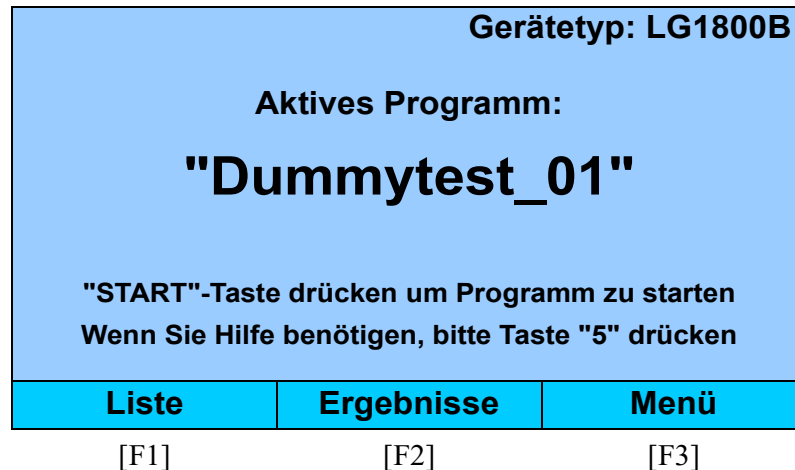 Gerätetyp: LG1800B
Aktives Programm:
"Dummytest_01"
"START"-Taste drücken um Programm zu starten
Wenn Sie Hilfe benötigen, bitte Taste "5" drücken
Liste Ergebnisse Menü
[F1] [F2] [F3]